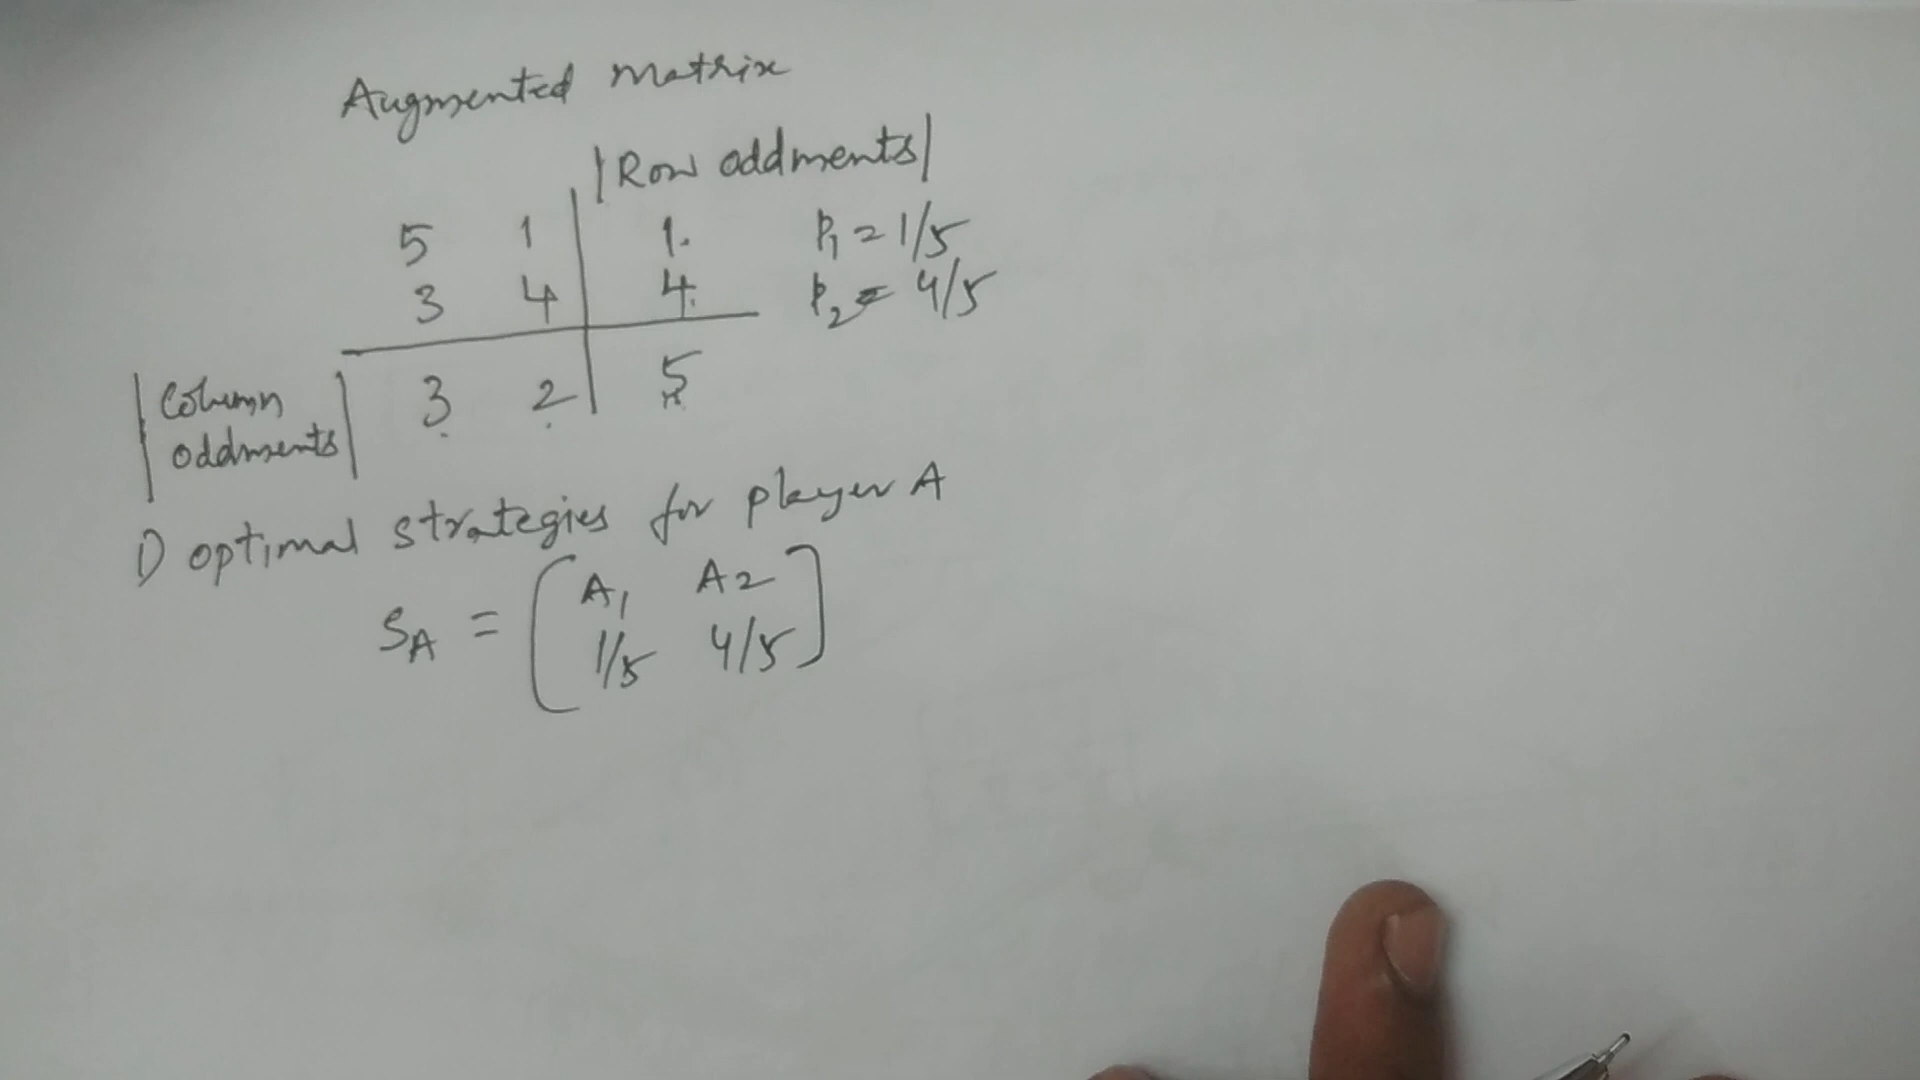 Augmented matrix
|Row oddments|
5 1 | 1. P1 = 1/5
3 4 | 4. P2 = 4/5
|Column 3 2 | 5
oddments|
1) optimal strategies for player A
SA = [A1 A2
1/5 4/5]